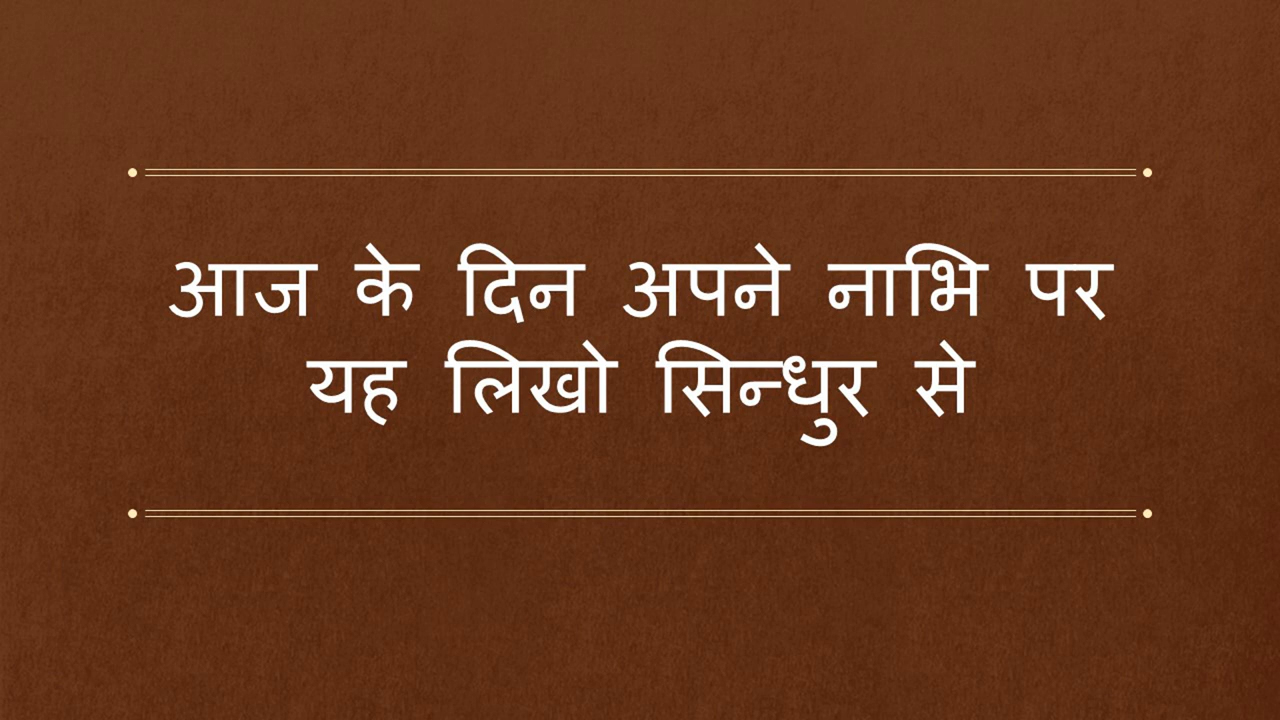 आज के दिन अपने नाभि पर
यह लिखो सिन्धुर से